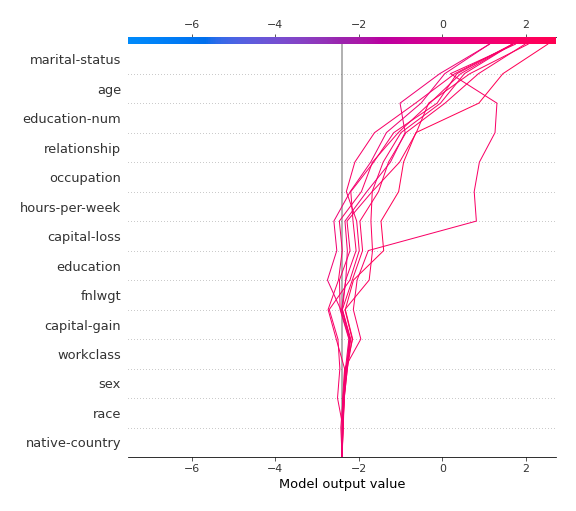 −6 −4 −2 0 2
marital-status
age
education-num
relationship
occupation
hours-per-week
capital-loss
education
fnlwgt
capital-gain
workclass
sex
race
native-country
−6 −4 −2 0 2
Model output value